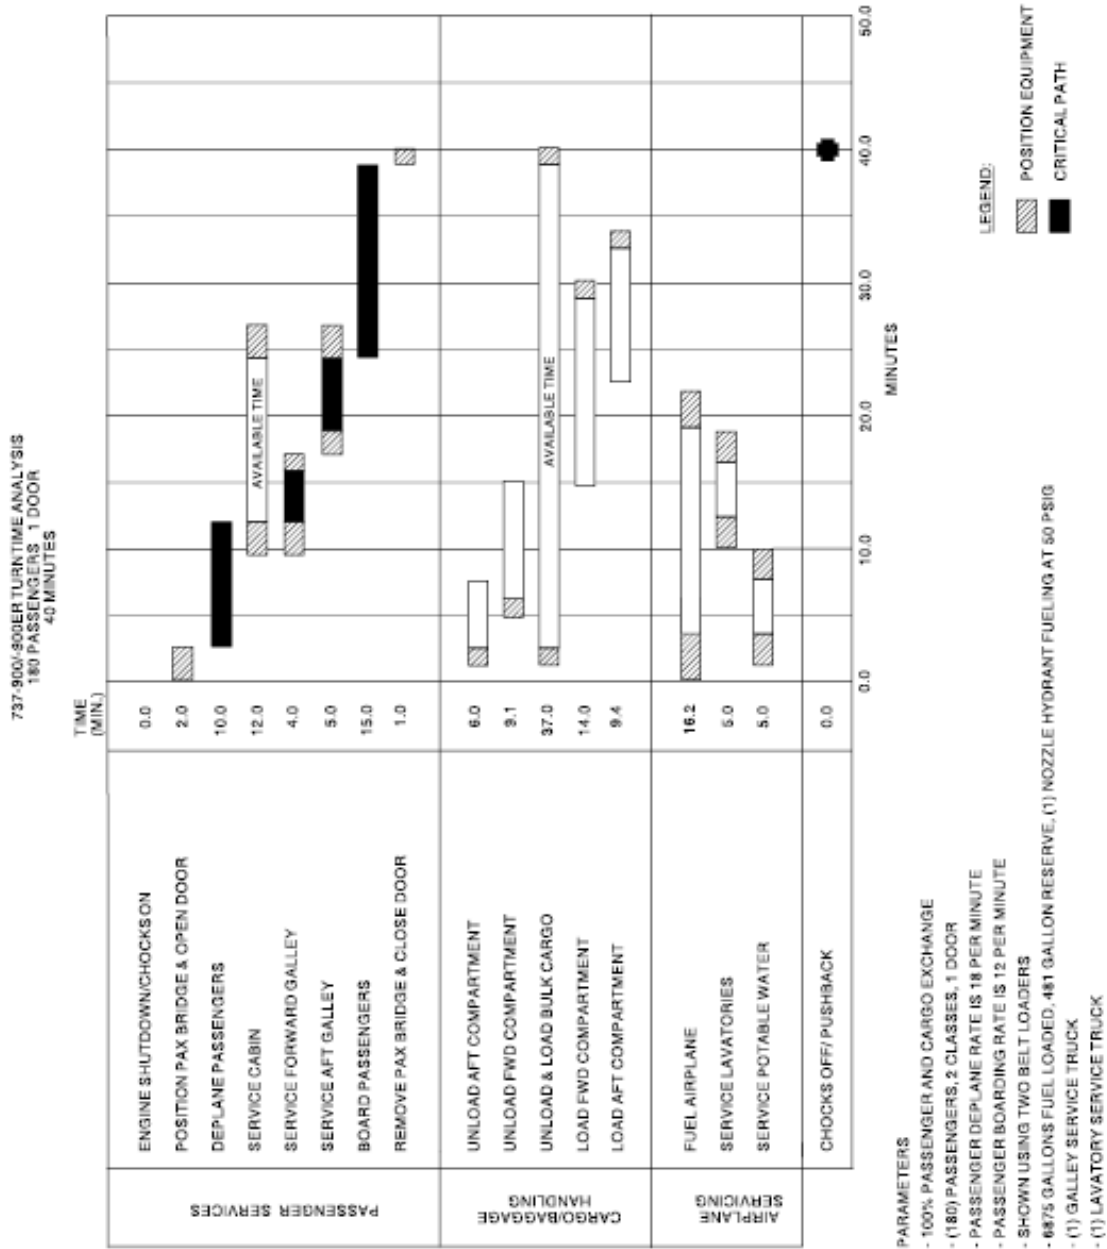 737-900/-900ER TURNTIME ANALYSIS
180 PASSENGERS 1 DOOR
40 MINUTES
TIME
(MIN.)
PASSENGER SERVICES
ENGINE SHUTDOWN/CHOCKS ON 0.0
POSITION PAX BRIDGE & OPEN DOOR 2.0
DEPLANE PASSENGERS 10.0
SERVICE CABIN 12.0 AVAILABLE TIME
SERVICE FORWARD GALLEY 4.0
SERVICE AFT GALLEY 5.0
BOARD PASSENGERS 15.0
REMOVE PAX BRIDGE & CLOSE DOOR 1.0
CARGO/BAGGAGE
HANDLING
UNLOAD AFT COMPARTMENT 6.0
UNLOAD FWD COMPARTMENT 9.1
UNLOAD & LOAD BULK CARGO 37.0 AVAILABLE TIME
LOAD FWD COMPARTMENT 14.0
LOAD AFT COMPARTMENT 9.4
AIRPLANE
SERVICING
FUEL AIRPLANE 16.2
SERVICE LAVATORIES 5.0
SERVICE POTABLE WATER 5.0
CHOCKS OFF/ PUSHBACK 0.0
0.0 10.0 20.0 30.0 40.0 50.0
MINUTES
PARAMETERS
- 100% PASSENGER AND CARGO EXCHANGE
- (180) PASSENGERS, 2 CLASSES, 1 DOOR
- PASSENGER DEPLANE RATE IS 18 PER MINUTE
- PASSENGER BOARDING RATE IS 12 PER MINUTE
- SHOWN USING TWO BELT LOADERS
- 6875 GALLONS FUEL LOADED, 481 GALLON RESERVE, (1) NOZZLE HYDRANT FUELING AT 50 PSIG
- (1) GALLEY SERVICE TRUCK
- (1) LAVATORY SERVICE TRUCK
LEGEND:
POSITION EQUIPMENT
CRITICAL PATH